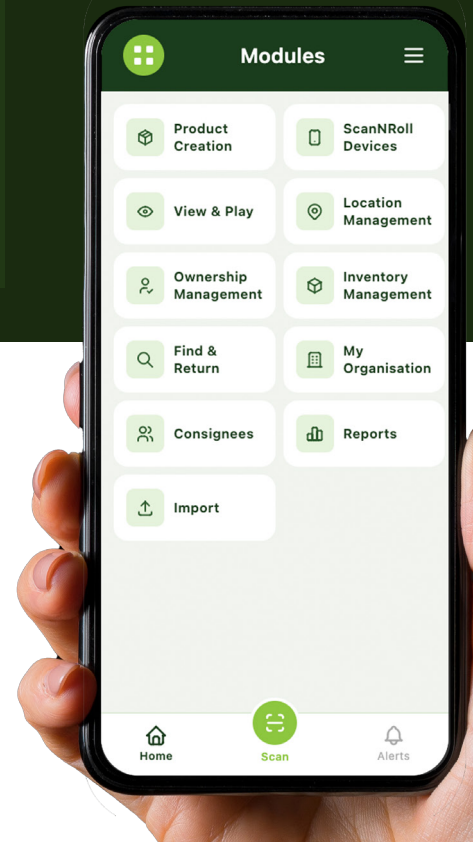 Modules
Product
Creation
ScanNRoll
Devices
View & Play
Location
Management
Ownership
Management
Inventory
Management
Find &
Return
My
Organisation
Consignees
Reports
Import
Home
Scan
Alerts